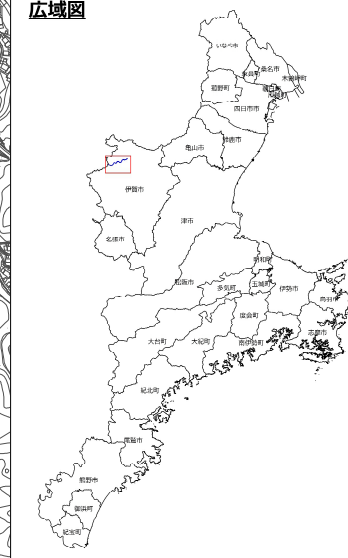 広域図
いなべ市
桑名市
木曽岬町
東員町
菰野町
朝日町
川越町
四日市市
鈴鹿市
亀山市
伊賀市
津市
名張市
明和町
松阪市
多気町
玉城町
伊勢市
鳥羽市
度会町
志摩市
大台町
大紀町
南伊勢町
紀北町
尾鷲市
熊野市
御浜町
紀宝町